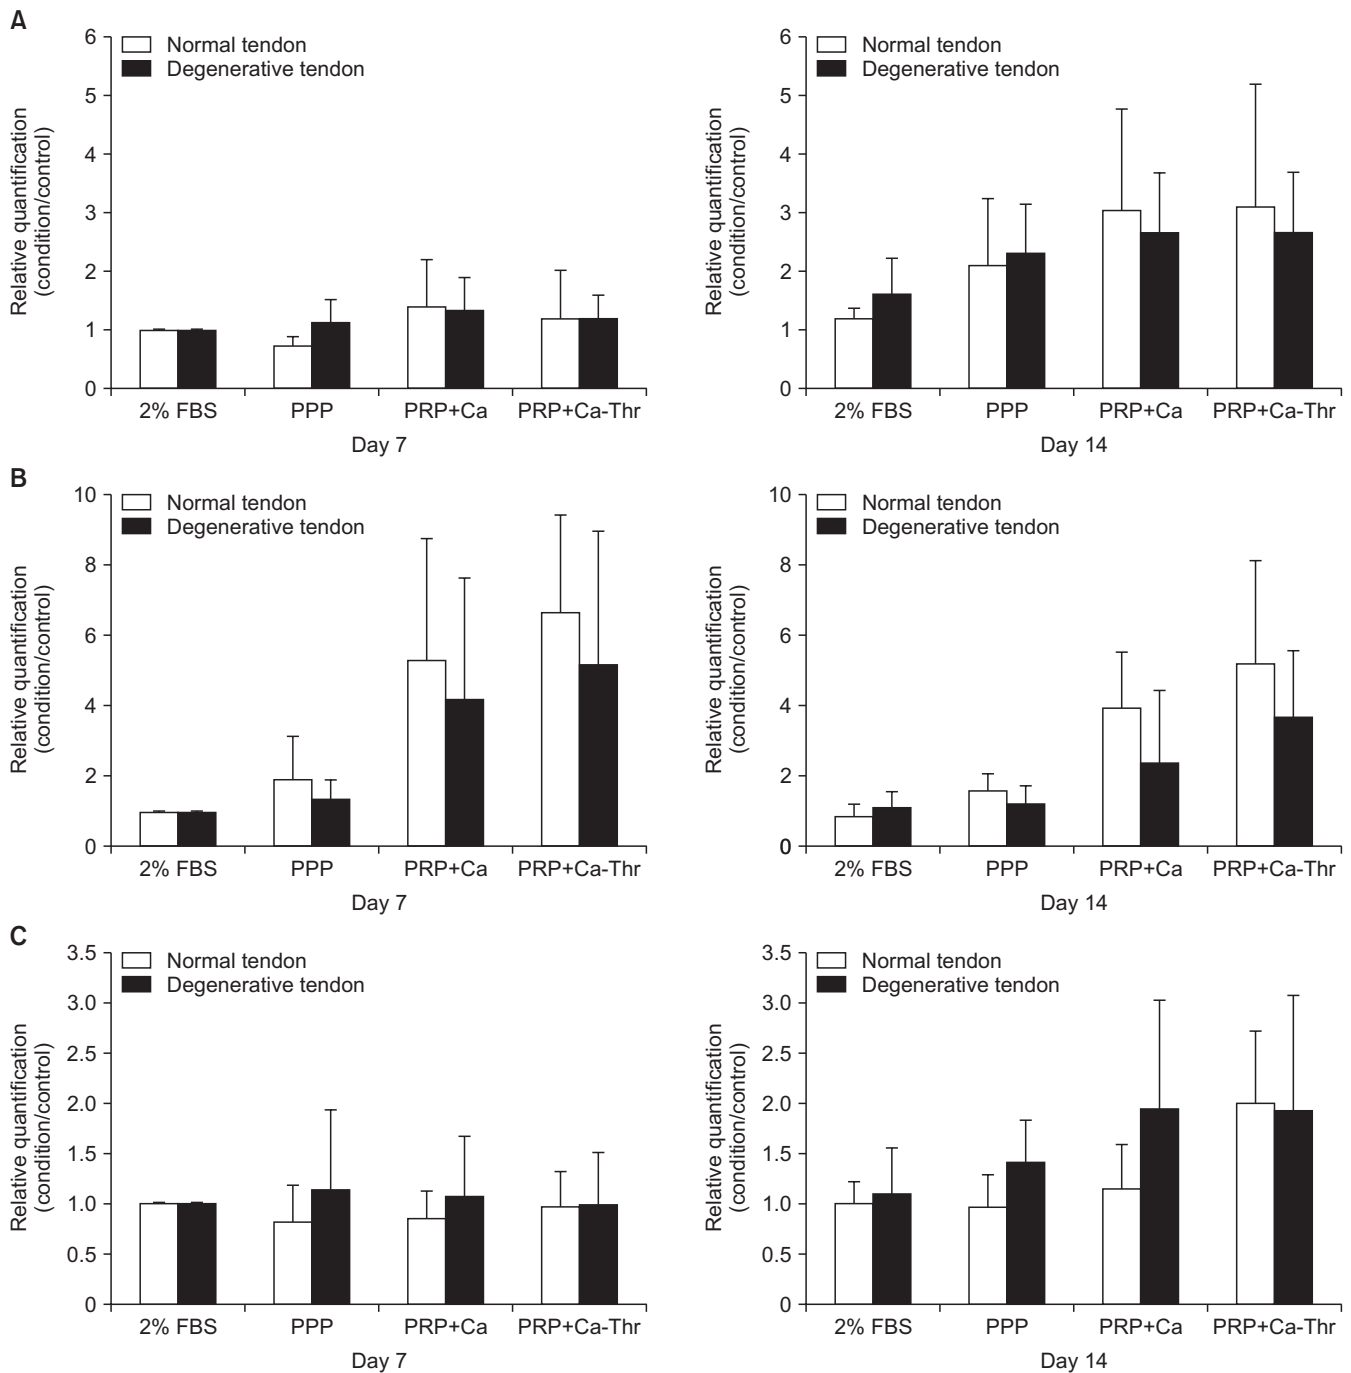 A
6
5
4
3
2
1
0
Relative quantification
(condition/control)
Normal tendon
Degenerative tendon
2% FBS PPP PRP+Ca PRP+Ca-Thr
Day 7
6
5
4
3
2
1
0
Relative quantification
(condition/control)
Normal tendon
Degenerative tendon
2% FBS PPP PRP+Ca PRP+Ca-Thr
Day 14
B
10
8
6
4
2
0
Relative quantification
(condition/control)
Normal tendon
Degenerative tendon
2% FBS PPP PRP+Ca PRP+Ca-Thr
Day 7
10
8
6
4
2
0
Relative quantification
(condition/control)
Normal tendon
Degenerative tendon
2% FBS PPP PRP+Ca PRP+Ca-Thr
Day 14
C
3.5
3.0
2.5
2.0
1.5
1.0
0.5
0
Relative quantification
(condition/control)
Normal tendon
Degenerative tendon
2% FBS PPP PRP+Ca PRP+Ca-Thr
Day 7
3.5
3.0
2.5
2.0
1.5
1.0
0.5
0
Relative quantification
(condition/control)
Normal tendon
Degenerative tendon
2% FBS PPP PRP+Ca PRP+Ca-Thr
Day 14